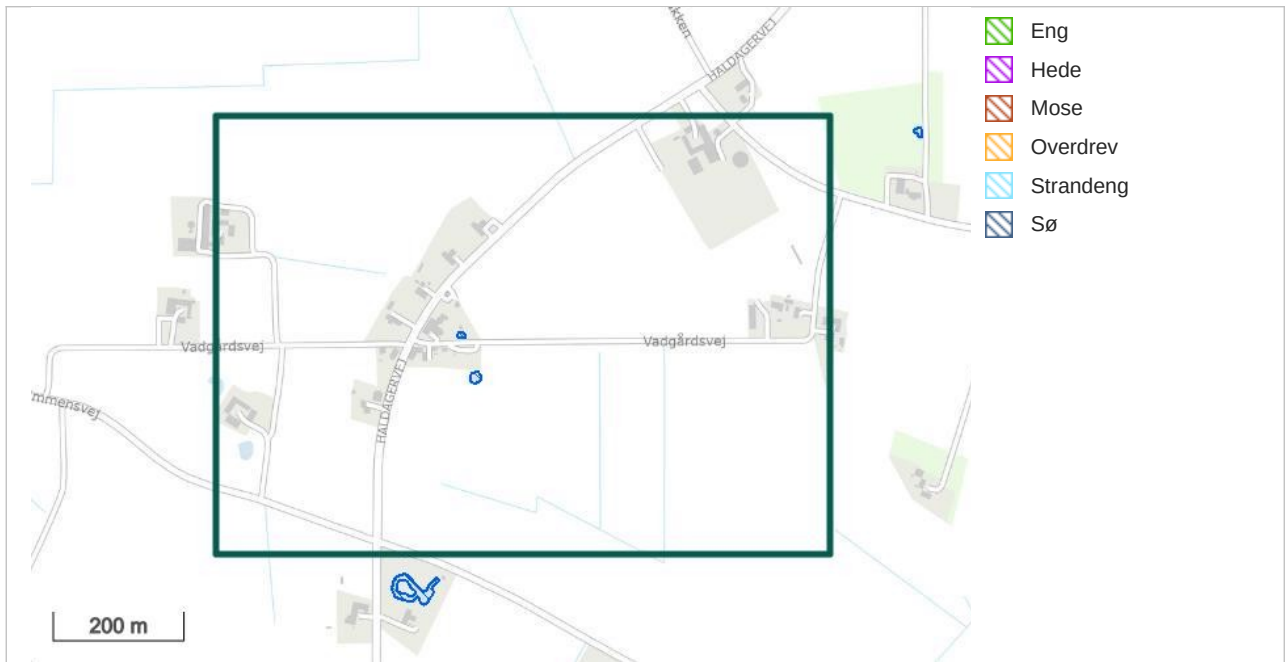 HALDAGERVEJ
Eng
Hede
Mose
Overdrev
Strandeng
Sø
Vadgårdsvej
Vadgårdsvej
HALDAGERVEJ
200 m